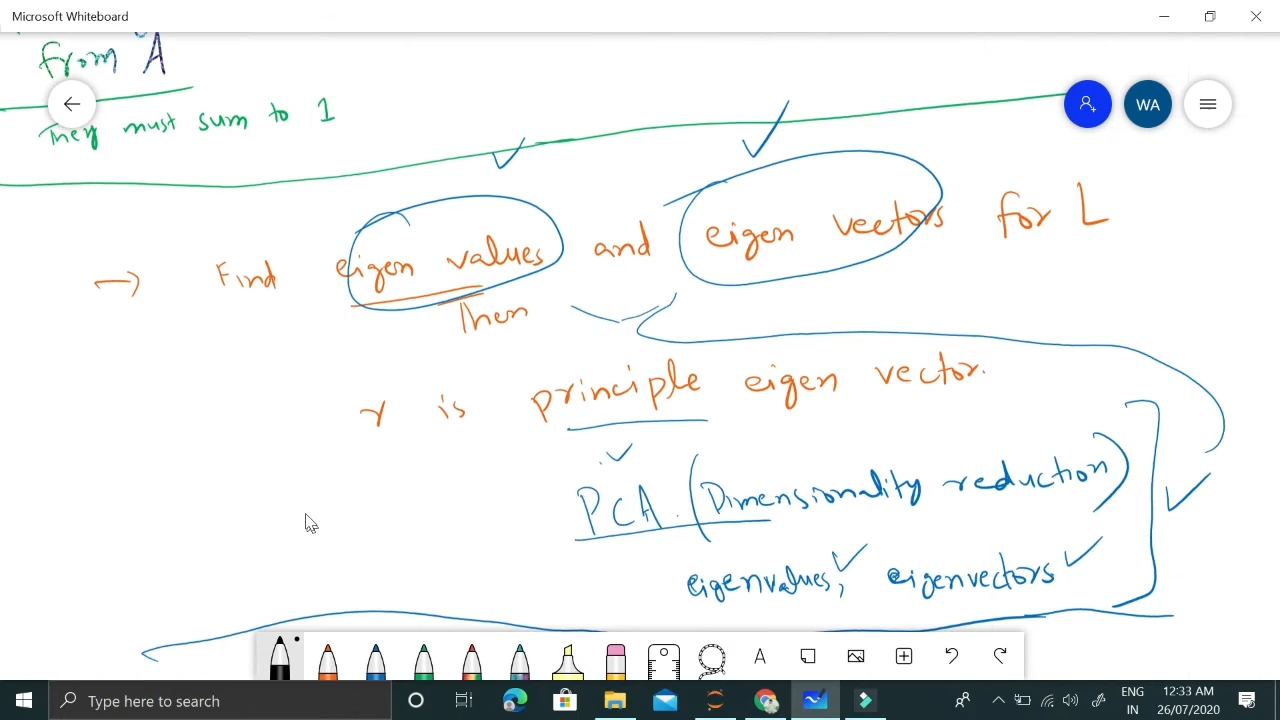 Microsoft Whiteboard
from A
They must sum to 1
WA
→ Find eigen values and eigen vectors for L
Then
r is principle eigen vector.
PCA. (Dimensionality reduction)
eigenvalues, eigenvectors
A
Type here to search
ENG
IN
12:33 AM
26/07/2020